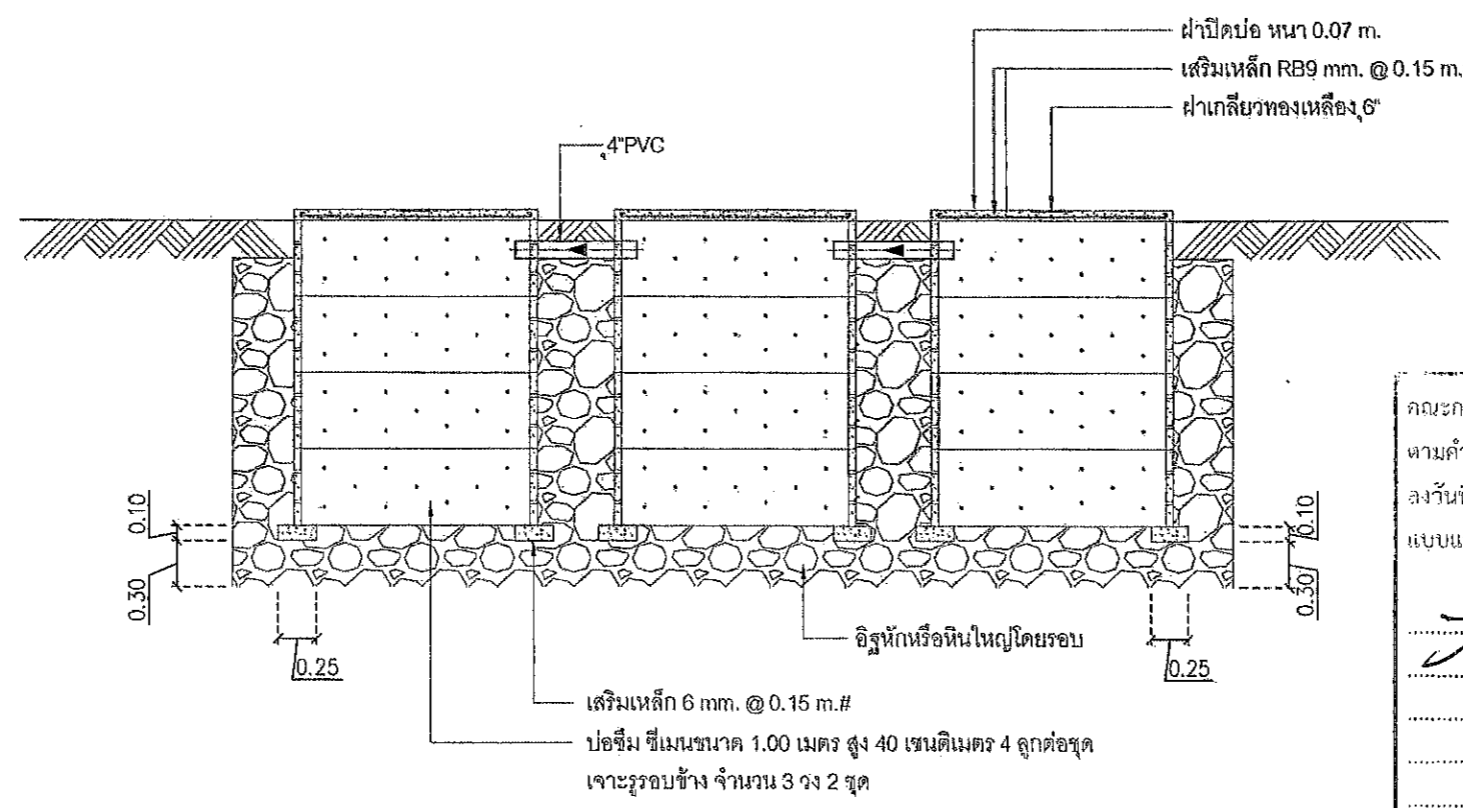 ฝาปิดบ่อ หนา 0.07 m.
เสริมเหล็ก RB9 mm. @ 0.15 m.
ฝาเกลียวทองเหลือง 6"
4"PVC
0.10
0.30
0.25
0.10
0.30
0.25
อิฐหักหรือหินใหญ่โดยรอบ
เสริมเหล็ก 6 mm. @ 0.15 m.#
บ่อซึม ซีเมนขนาด 1.00 เมตร สูง 40 เซนติเมตร 4 ลูกต่อชุด
เจาะรูรอบข้าง จำนวน 3 วง 2 ชุด
คณะก
ตามคำ
ลงวันที
แบบแ